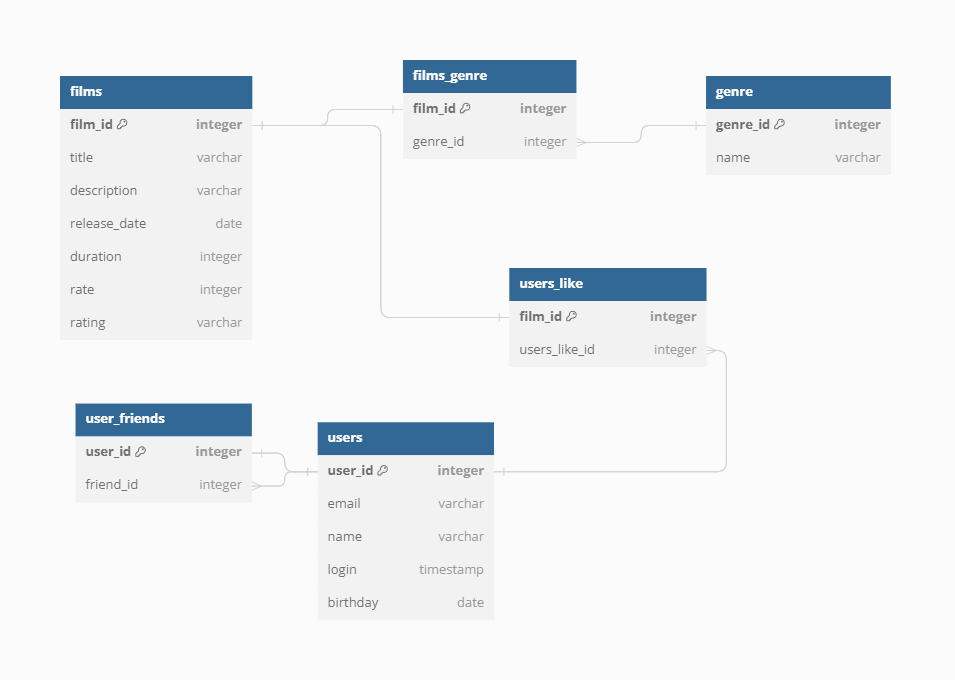 films
film_id integer
title varchar
description varchar
release_date date
duration integer
rate integer
rating varchar
films_genre
film_id integer
genre_id integer
genre
genre_id integer
name varchar
users_like
film_id integer
users_like_id integer
user_friends
user_id integer
friend_id integer
users
user_id integer
email varchar
name varchar
login timestamp
birthday date